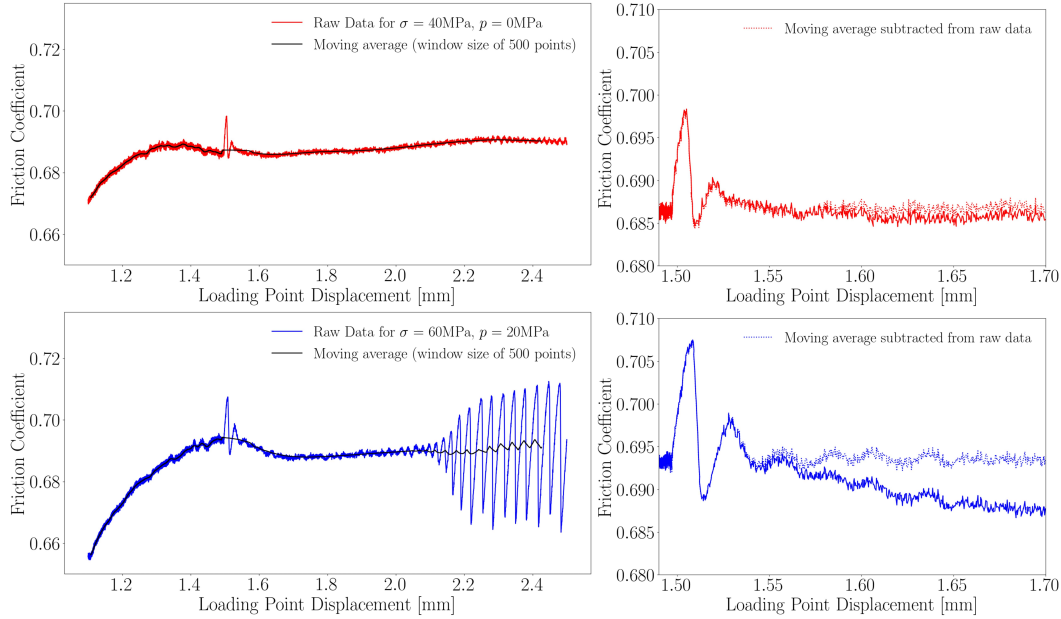 Raw Data for σ = 40MPa, p = 0MPa
Moving average (window size of 500 points)
Friction Coefficient
0.72
0.70
0.68
0.66
1.2 1.4 1.6 1.8 2.0 2.2 2.4
Loading Point Displacement [mm]
Moving average subtracted from raw data
Friction Coefficient
0.710
0.705
0.700
0.695
0.690
0.685
0.680
1.50 1.55 1.60 1.65 1.70
Loading Point Displacement [mm]
Raw Data for σ = 60MPa, p = 20MPa
Moving average (window size of 500 points)
Friction Coefficient
0.72
0.70
0.68
0.66
1.2 1.4 1.6 1.8 2.0 2.2 2.4
Loading Point Displacement [mm]
Moving average subtracted from raw data
Friction Coefficient
0.710
0.705
0.700
0.695
0.690
0.685
0.680
1.50 1.55 1.60 1.65 1.70
Loading Point Displacement [mm]